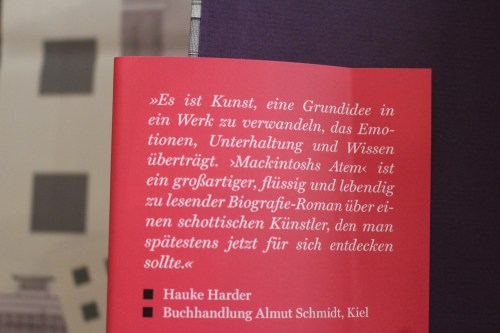 »Es ist Kunst, eine Grundidee in
ein Werk zu verwandeln, das Emo-
tionen, Unterhaltung und Wissen
überträgt. ›Mackintoshs Atem‹ ist
ein großartiger, flüssig und lebendig
zu lesender Biografie-Roman über ei-
nen schottischen Künstler, den man
spätestens jetzt für sich entdecken
sollte.«
Hauke Harder
Buchhandlung Almut Schmidt, Kiel